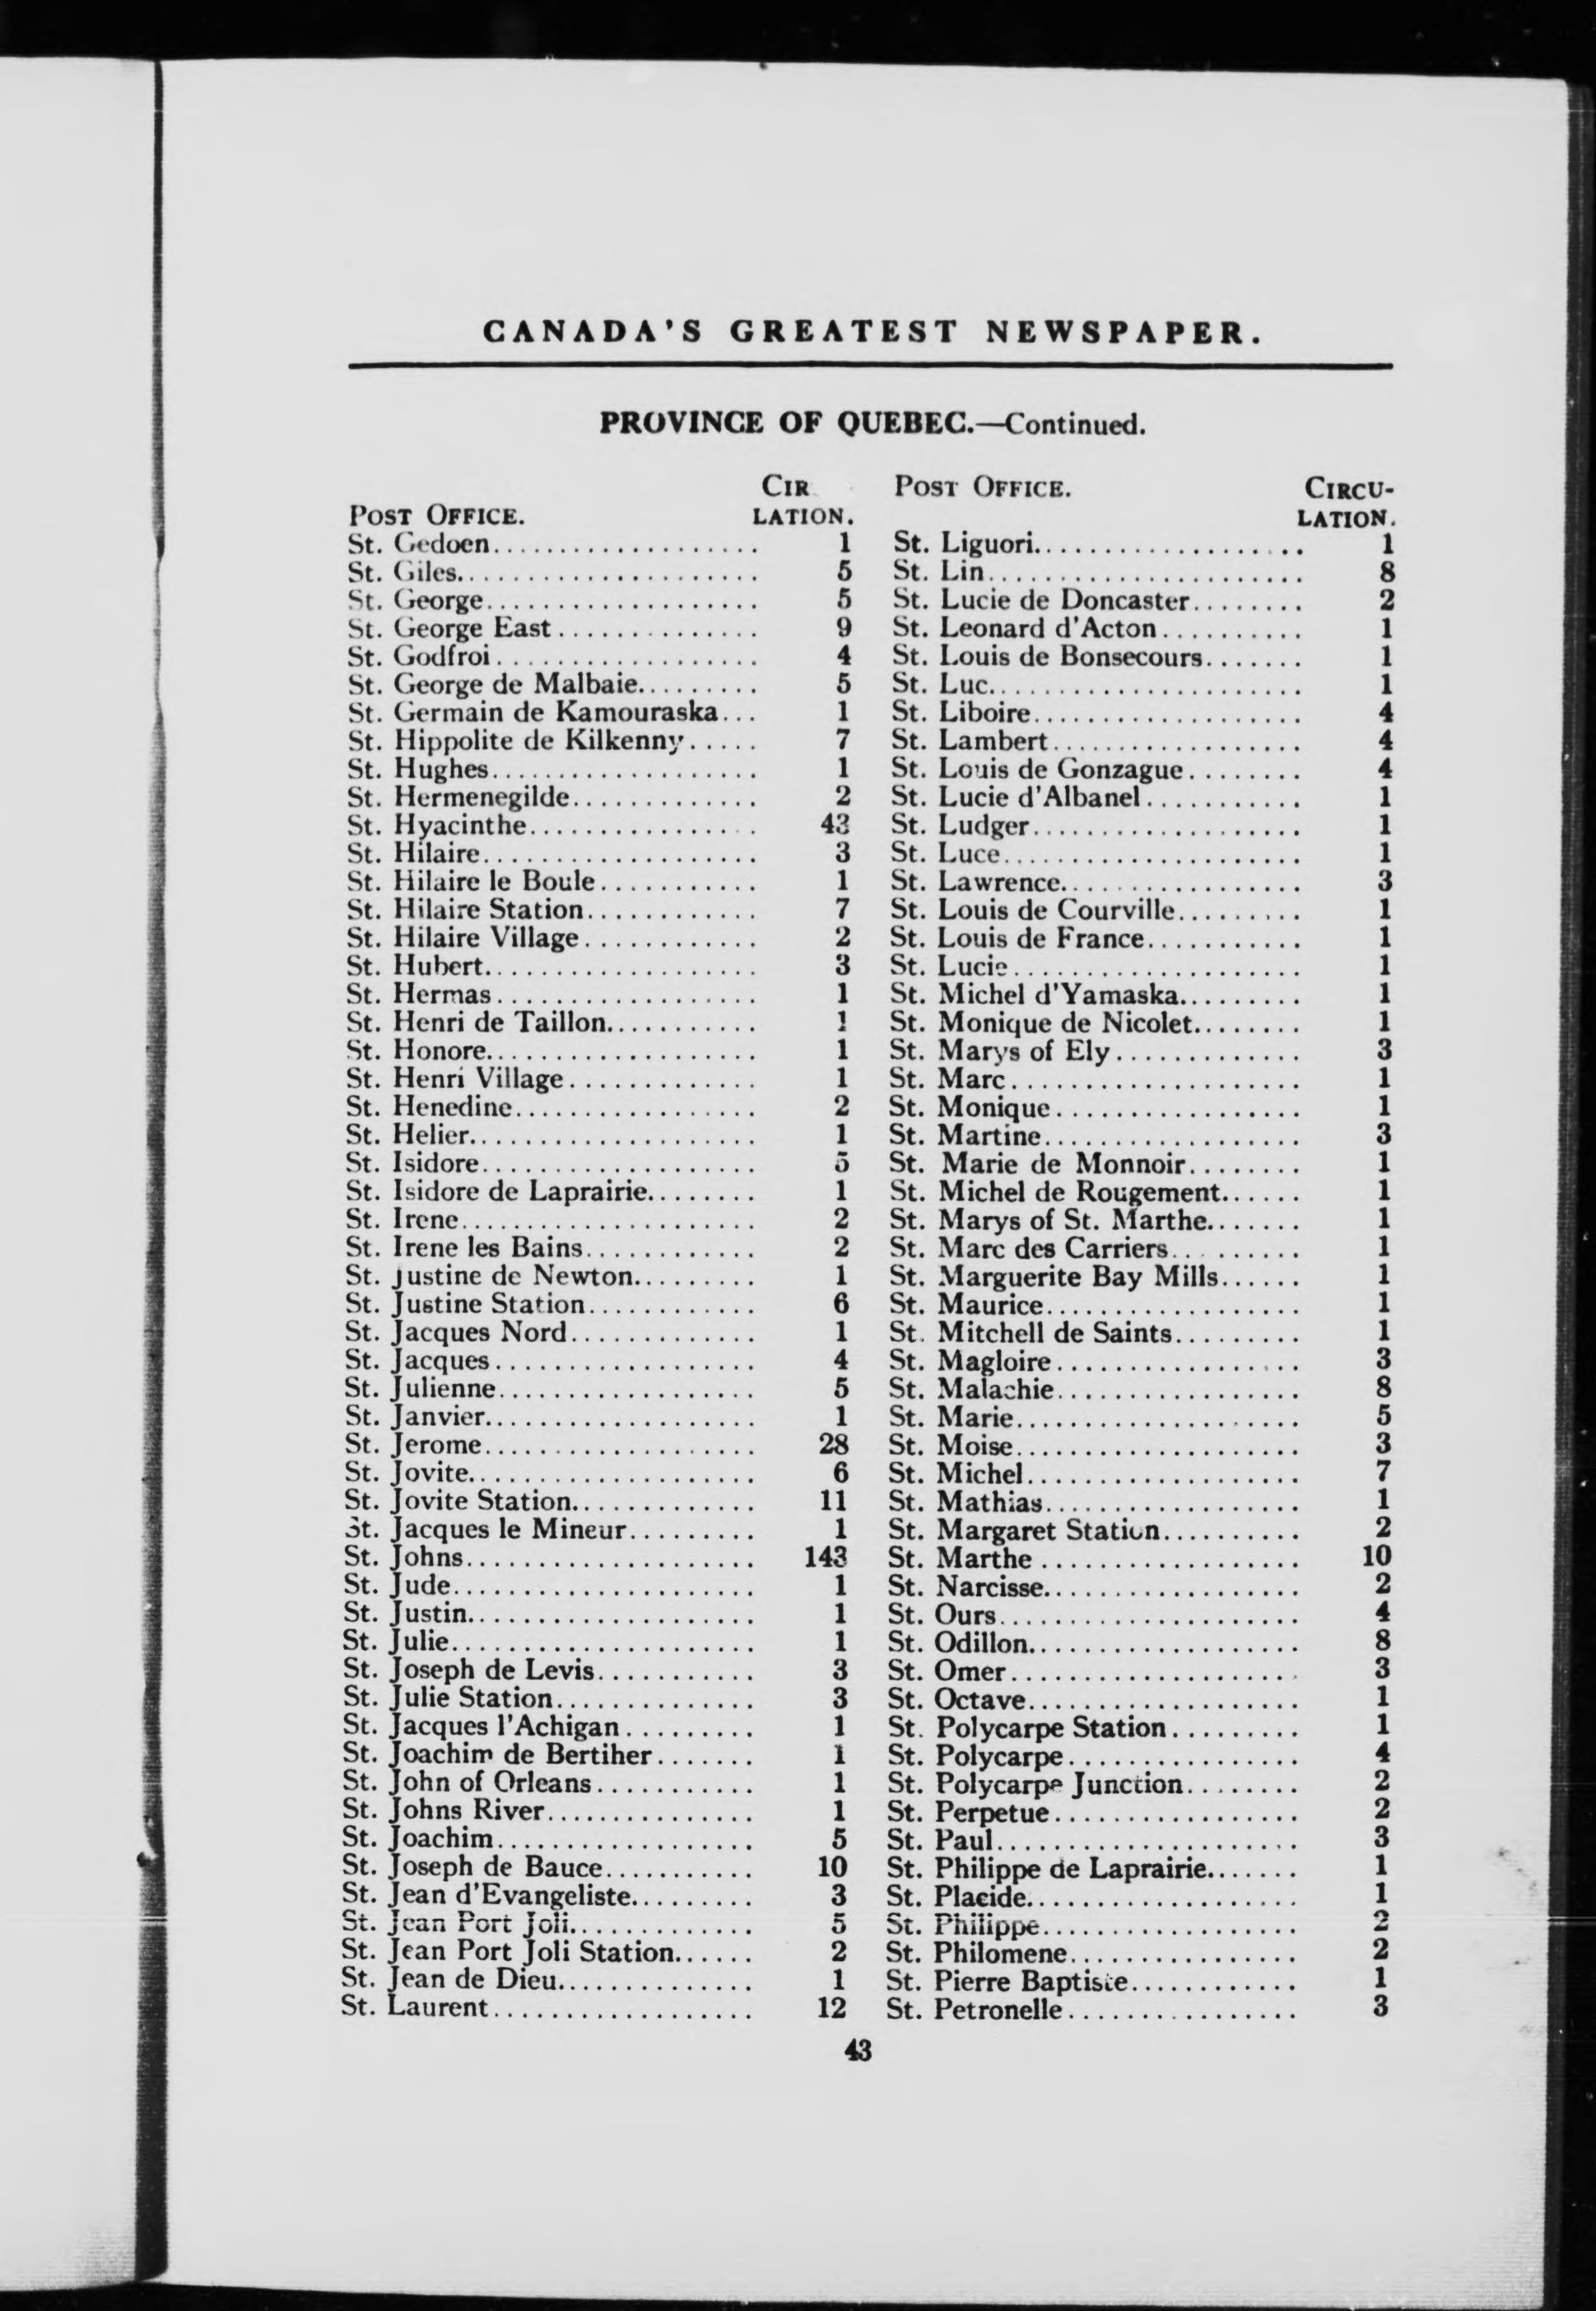 CANADA'S GREATEST NEWSPAPER.
PROVINCE OF QUEBEC.—Continued.
CIR
POST OFFICE. LATION.
St. Gedoen................... 1
St. Giles..................... 5
St. George................... 5
St. George East.............. 9
St. Godfroi.................. 4
St. George de Malbaie......... 5
St. Germain de Kamouraska... 1
St. Hippolite de Kilkenny..... 7
St. Hughes................... 1
St. Hermenegilde............. 2
St. Hyacinthe................ 43
St. Hilaire................... 3
St. Hilaire le Boule........... 1
St. Hilaire Station............ 7
St. Hilaire Village............ 2
St. Hubert................... 3
St. Hermas.................. 1
St. Henri de Taillon........... 1
St. Honore................... 1
St. Henri Village............. 1
St. Henedine................. 2
St. Helier.................... 1
St. Isidore................... 5
St. Isidore de Laprairie........ 1
St. Irene..................... 2
St. Irene les Bains............ 2
St. Justine de Newton......... 1
St. Justine Station............ 6
St. Jacques Nord............. 1
St. Jacques.................. 4
St. Julienne.................. 5
St. Janvier................... 1
St. Jerome................... 28
St. Jovite.................... 6
St. Jovite Station............. 11
St. Jacques le Mineur......... 1
St. Johns.................... 143
St. Jude..................... 1
St. Justin.................... 1
St. Julie..................... 1
St. Joseph de Levis........... 3
St. Julie Station.............. 3
St. Jacques l'Achigan......... 1
St. Joachim de Bertiher....... 1
St. John of Orleans........... 1
St. Johns River............... 1
St. Joachim.................. 5
St. Joseph de Bauce........... 10
St. Jean d'Evangeliste......... 3
St. Jean Port Joli............. 5
St. Jean Port Joli Station...... 2
St. Jean de Dieu.............. 1
St. Laurent.................. 12
POST OFFICE. CIRCU-
LATION.
St. Liguori................... 1
St. Lin...................... 8
St. Lucie de Doncaster........ 2
St. Leonard d'Acton.......... 1
St. Louis de Bonsecours....... 1
St. Luc...................... 1
St. Liboire................... 4
St. Lambert................. 4
St. Louis de Gonzague........ 4
St. Lucie d'Albanel........... 1
St. Ludger................... 1
St. Luce..................... 1
St. Lawrence................. 3
St. Louis de Courville......... 1
St. Louis de France........... 1
St. Lucie.................... 1
St. Michel d'Yamaska......... 1
St. Monique de Nicolet........ 1
St. Marys of Ely............. 3
St. Marc.................... 1
St. Monique................. 1
St. Martine.................. 3
St. Marie de Monnoir........ 1
St. Michel de Rougement...... 1
St. Marys of St. Marthe....... 1
St. Marc des Carriers......... 1
St. Marguerite Bay Mills...... 1
St. Maurice.................. 1
St. Mitchell de Saints......... 1
St. Magloire................. 3
St. Malachie................. 8
St. Marie.................... 5
St. Moise.................... 3
St. Michel................... 7
St. Mathias.................. 1
St. Margaret Station.......... 2
St. Marthe .................. 10
St. Narcisse.................. 2
St. Ours..................... 4
St. Odillon................... 8
St. Omer.................... 3
St. Octave................... 1
St. Polycarpe Station......... 1
St. Polycarpe................ 4
St. Polycarpe Junction........ 2
St. Perpetue................. 2
St. Paul..................... 3
St. Philippe de Laprairie....... 1
St. Placide................... 1
St. Philippe.................. 2
St. Philomene................ 2
St. Pierre Baptiste............ 1
St. Petronelle................ 3
43